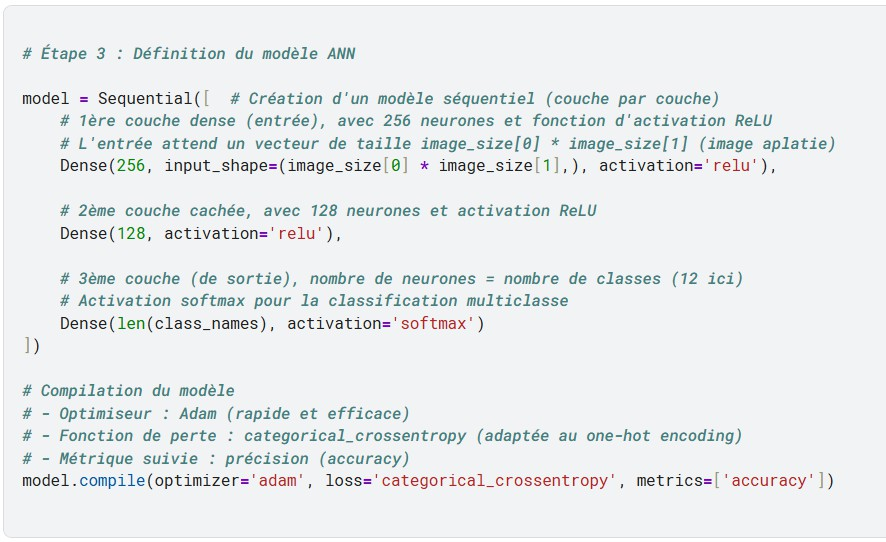 # Étape 3 : Définition du modèle ANN
model = Sequential([  # Création d'un modèle séquentiel (couche par couche)
    # 1ère couche dense (entrée), avec 256 neurones et fonction d'activation ReLU
    # L'entrée attend un vecteur de taille image_size[0] * image_size[1] (image aplatie)
    Dense(256, input_shape=(image_size[0] * image_size[1],), activation='relu'),
    # 2ème couche cachée, avec 128 neurones et activation ReLU
    Dense(128, activation='relu'),
    # 3ème couche (de sortie), nombre de neurones = nombre de classes (12 ici)
    # Activation softmax pour la classification multiclasse
    Dense(len(class_names), activation='softmax')
])
# Compilation du modèle
# - Optimiseur : Adam (rapide et efficace)
# - Fonction de perte : categorical_crossentropy (adaptée au one-hot encoding)
# - Métrique suivie : précision (accuracy)
model.compile(optimizer='adam', loss='categorical_crossentropy', metrics=['accuracy'])